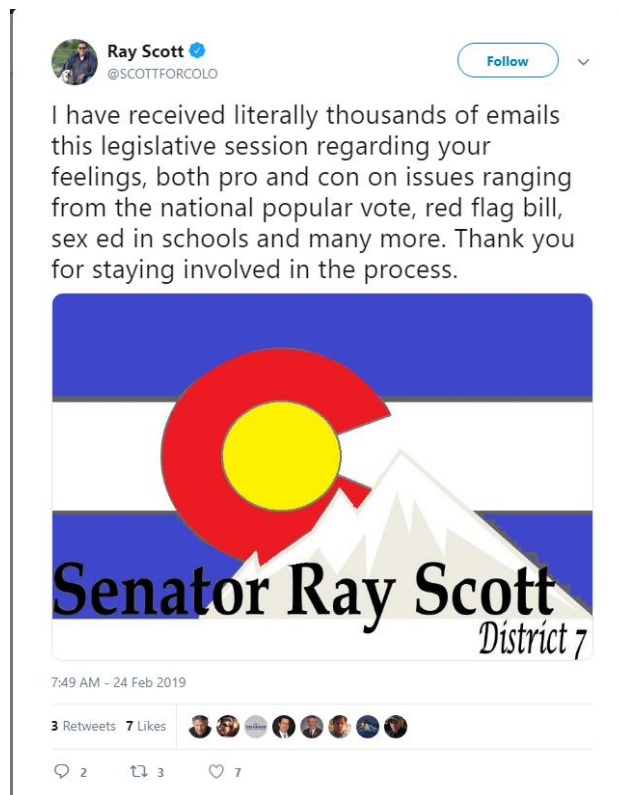 Ray Scott
@SCOTTFORCOLO
Follow
I have received literally thousands of emails
this legislative session regarding your
feelings, both pro and con on issues ranging
from the national popular vote, red flag bill,
sex ed in schools and many more. Thank you
for staying involved in the process.
Senator Ray Scott
District 7
7:49 AM - 24 Feb 2019
3 Retweets 7 Likes
2 3 7